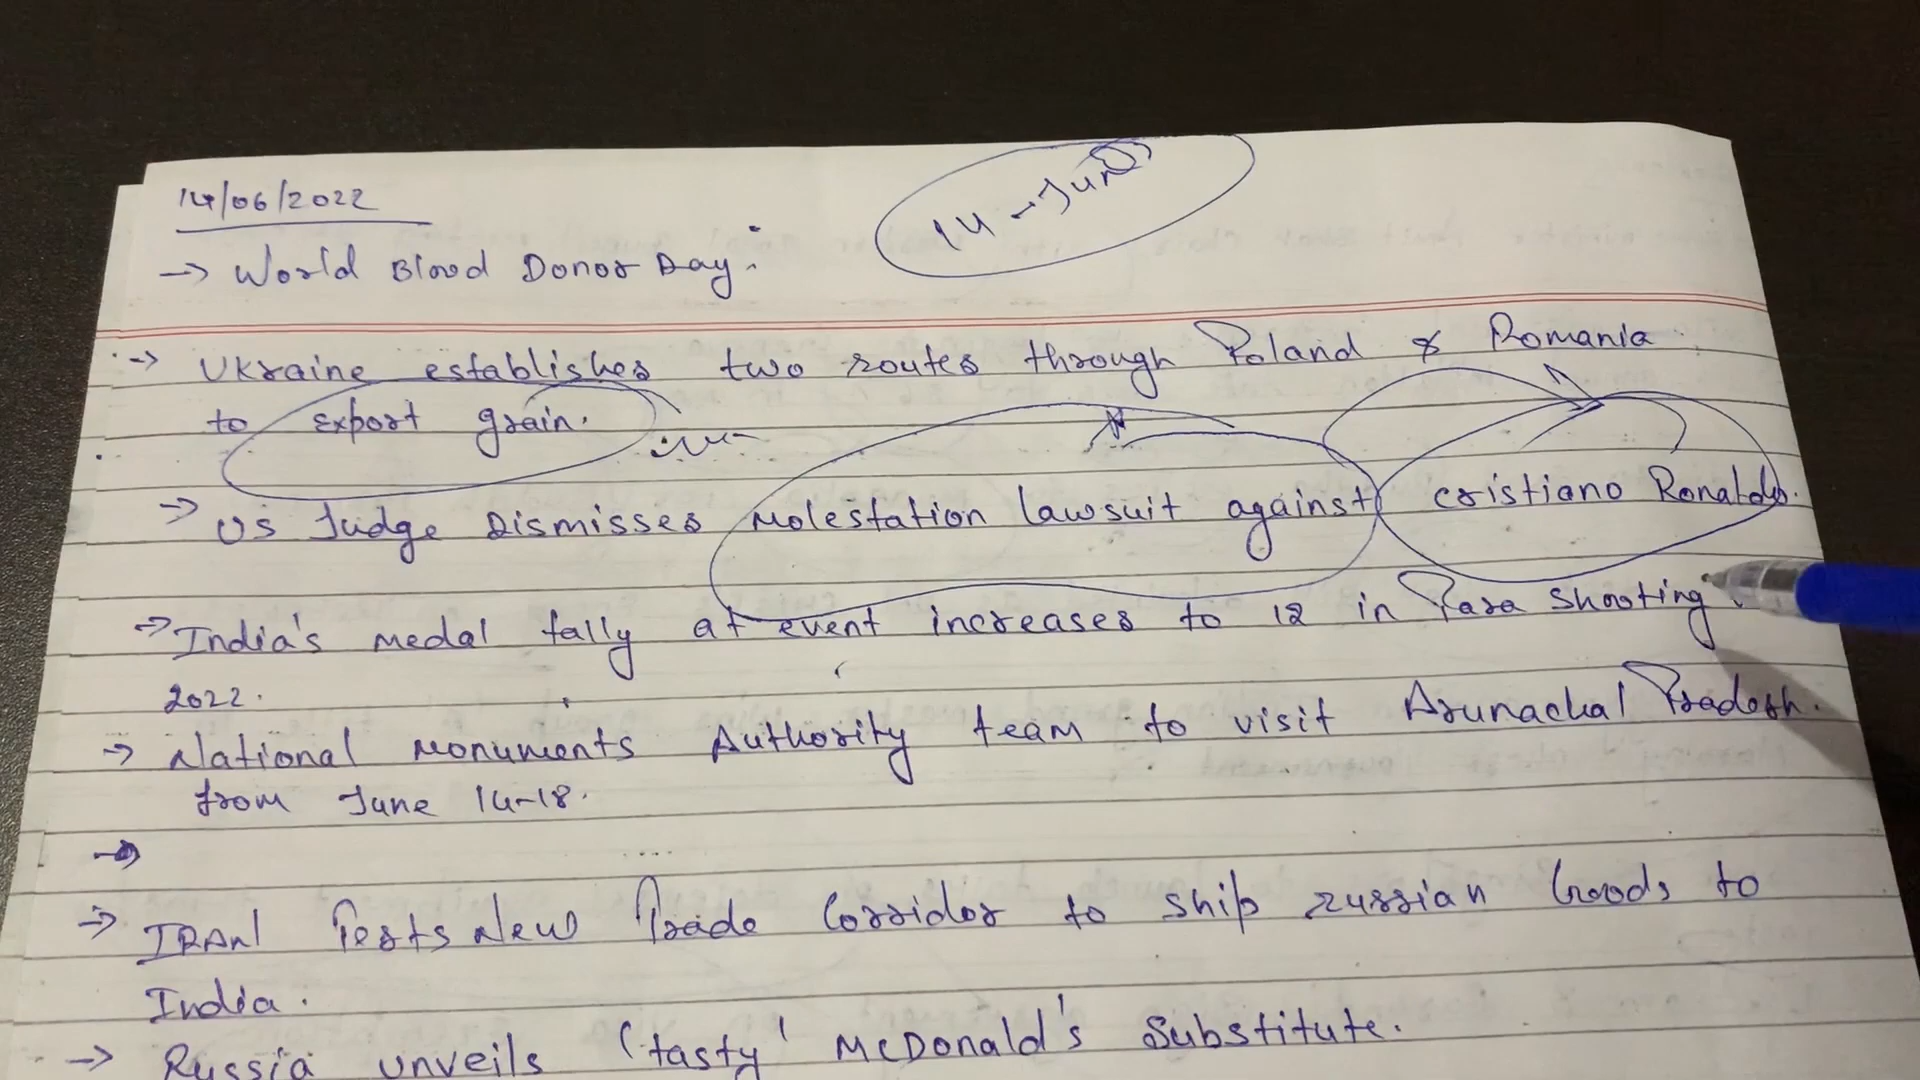 14/06/2022
14 - Jun
→ World Blood Donor Day.
→ Ukraine establishes two routes through Poland & Romania
to export grain.
→ US Judge Dismisses Molestation lawsuit against cristiano Ronaldo.
→ India's medal tally at event increases to 12 in Para Shooting
2022.
→ National Monuments Authority team to visit Arunachal Pradesh.
from June 14-18.
→
→ IRAN Tests New Trade Corridor to ship russian Goods to
India.
→ Russia unveils 'tasty' McDonald's Substitute.